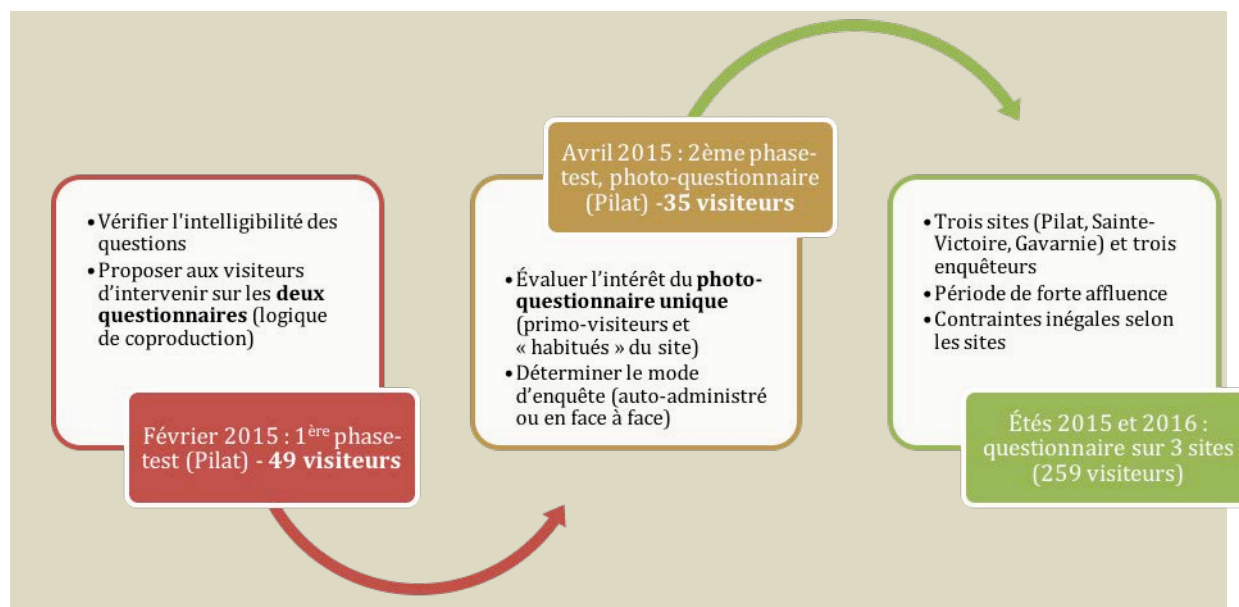 •Vérifier l'intelligibilité des
questions
•Proposer aux visiteurs
d'intervenir sur les deux
questionnaires (logique
de coproduction)
Février 2015 : 1ère phase-
test (Pilat) - 49 visiteurs
Avril 2015 : 2ème phase-
test, photo-questionnaire
(Pilat) -35 visiteurs
•Évaluer l’intérêt du photo-
questionnaire unique
(primo-visiteurs et
« habitués » du site)
•Déterminer le mode
d’enquête (auto-administré
ou en face à face)
•Trois sites (Pilat, Sainte-
Victoire, Gavarnie) et trois
enquêteurs
•Période de forte affluence
•Contraintes inégales selon
les sites
Étés 2015 et 2016 :
questionnaire sur 3 sites
(259 visiteurs)